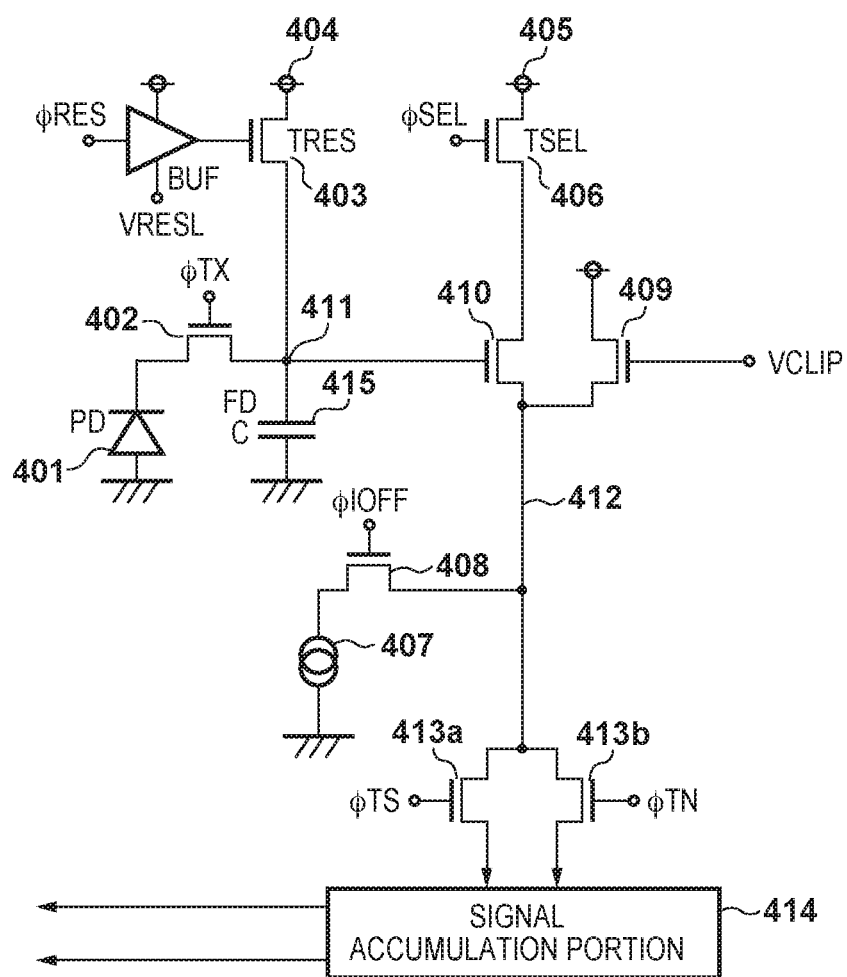 404
405
φRES
φSEL
TRES
TSEL
BUF
403
406
VRESL
φTX
402
411
410
409
VCLIP
PD
FD
415
C
401
φIOFF
412
408
407
413a
413b
φTS
φTN
SIGNAL
ACCUMULATION PORTION
414